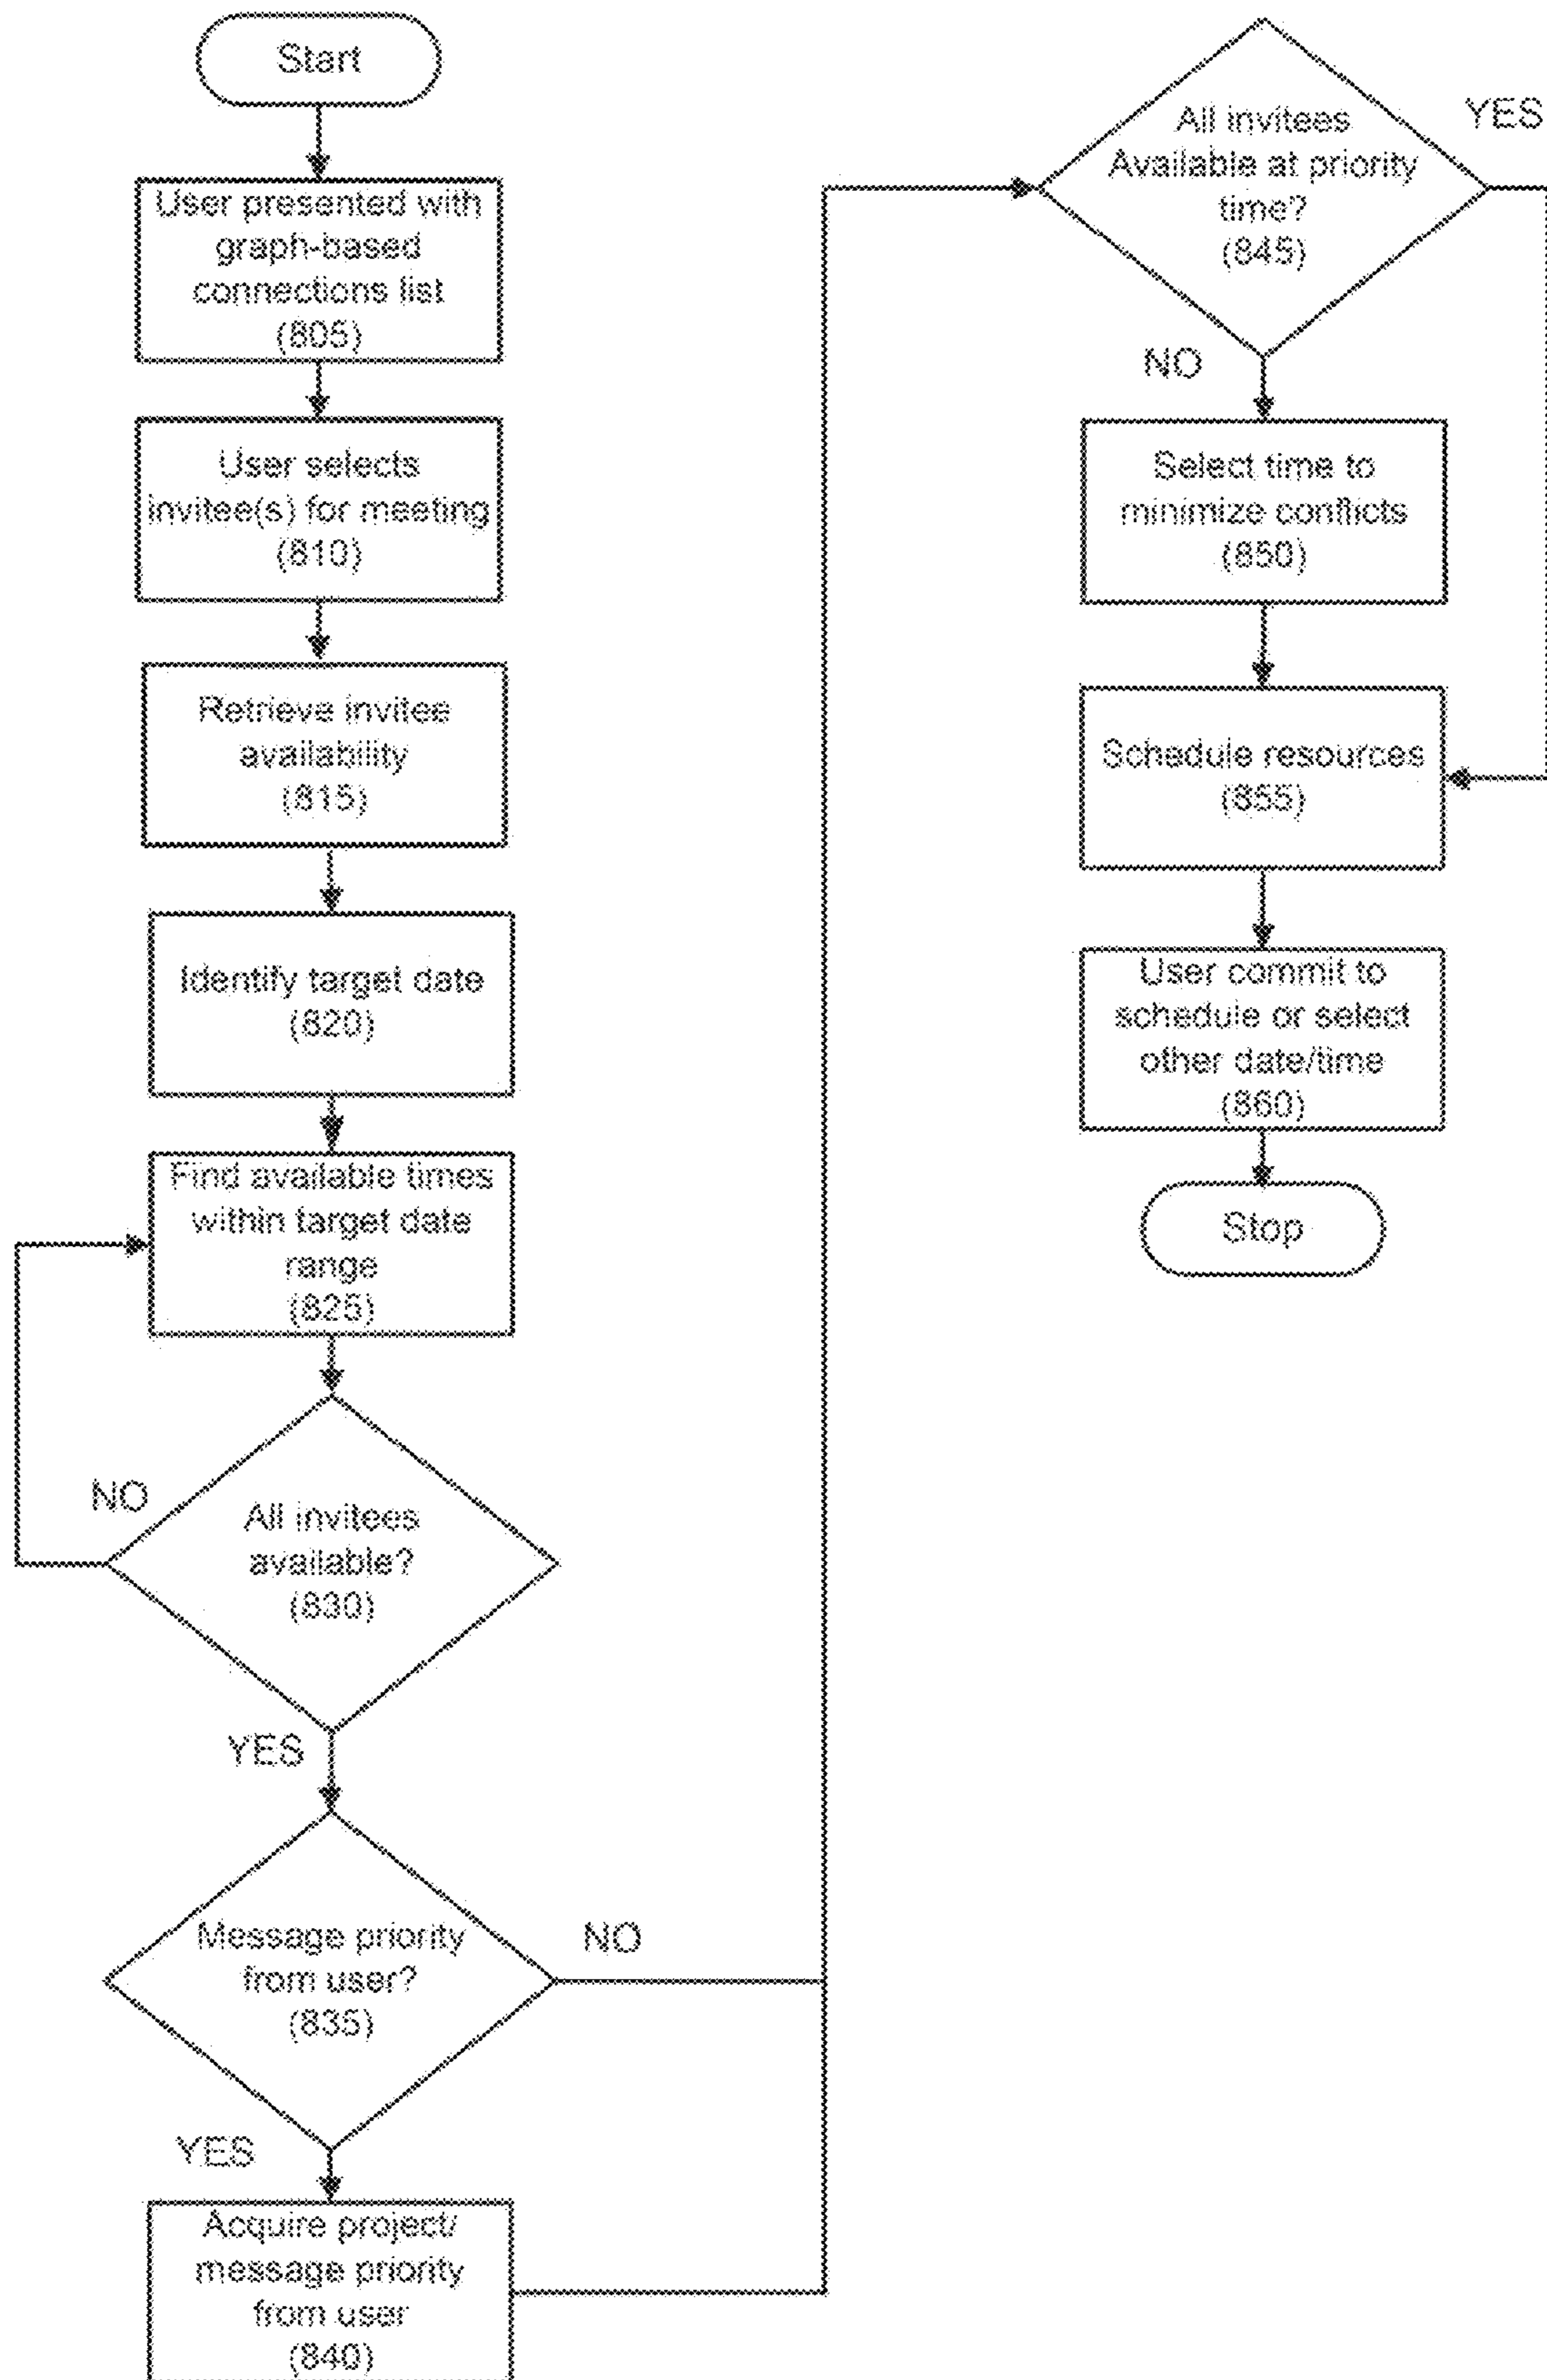 Start
User presented with
graph-based
connections list
(805)
User selects
invitee(s) for meeting
(810)
Retrieve invitee
availability
(815)
Identify target date
(820)
Find available times
within target date
range
(825)
NO
All invitees
available?
(830)
YES
Message priority
from user?
(835)
NO
YES
Acquire project/
message priority
from user
(840)
All invitees
Available at priority
time?
(845)
YES
NO
Select time to
minimize conflicts
(850)
Schedule resources
(855)
User commit to
schedule or select
other date/time
(860)
Stop